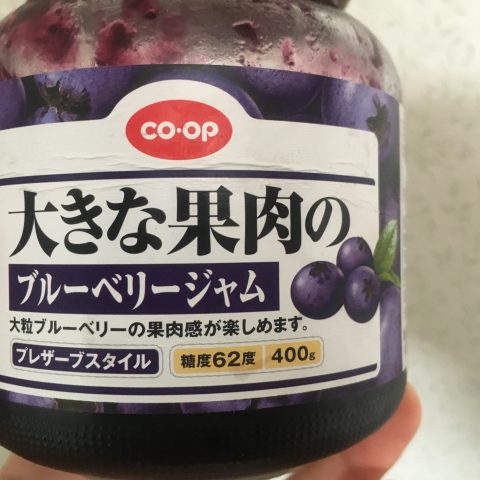 CO·OP
大きな果肉の
ブルーベリージャム
大粒ブルーベリーの果肉感が楽しめます。
プレザーブスタイル 糖度62度 400g